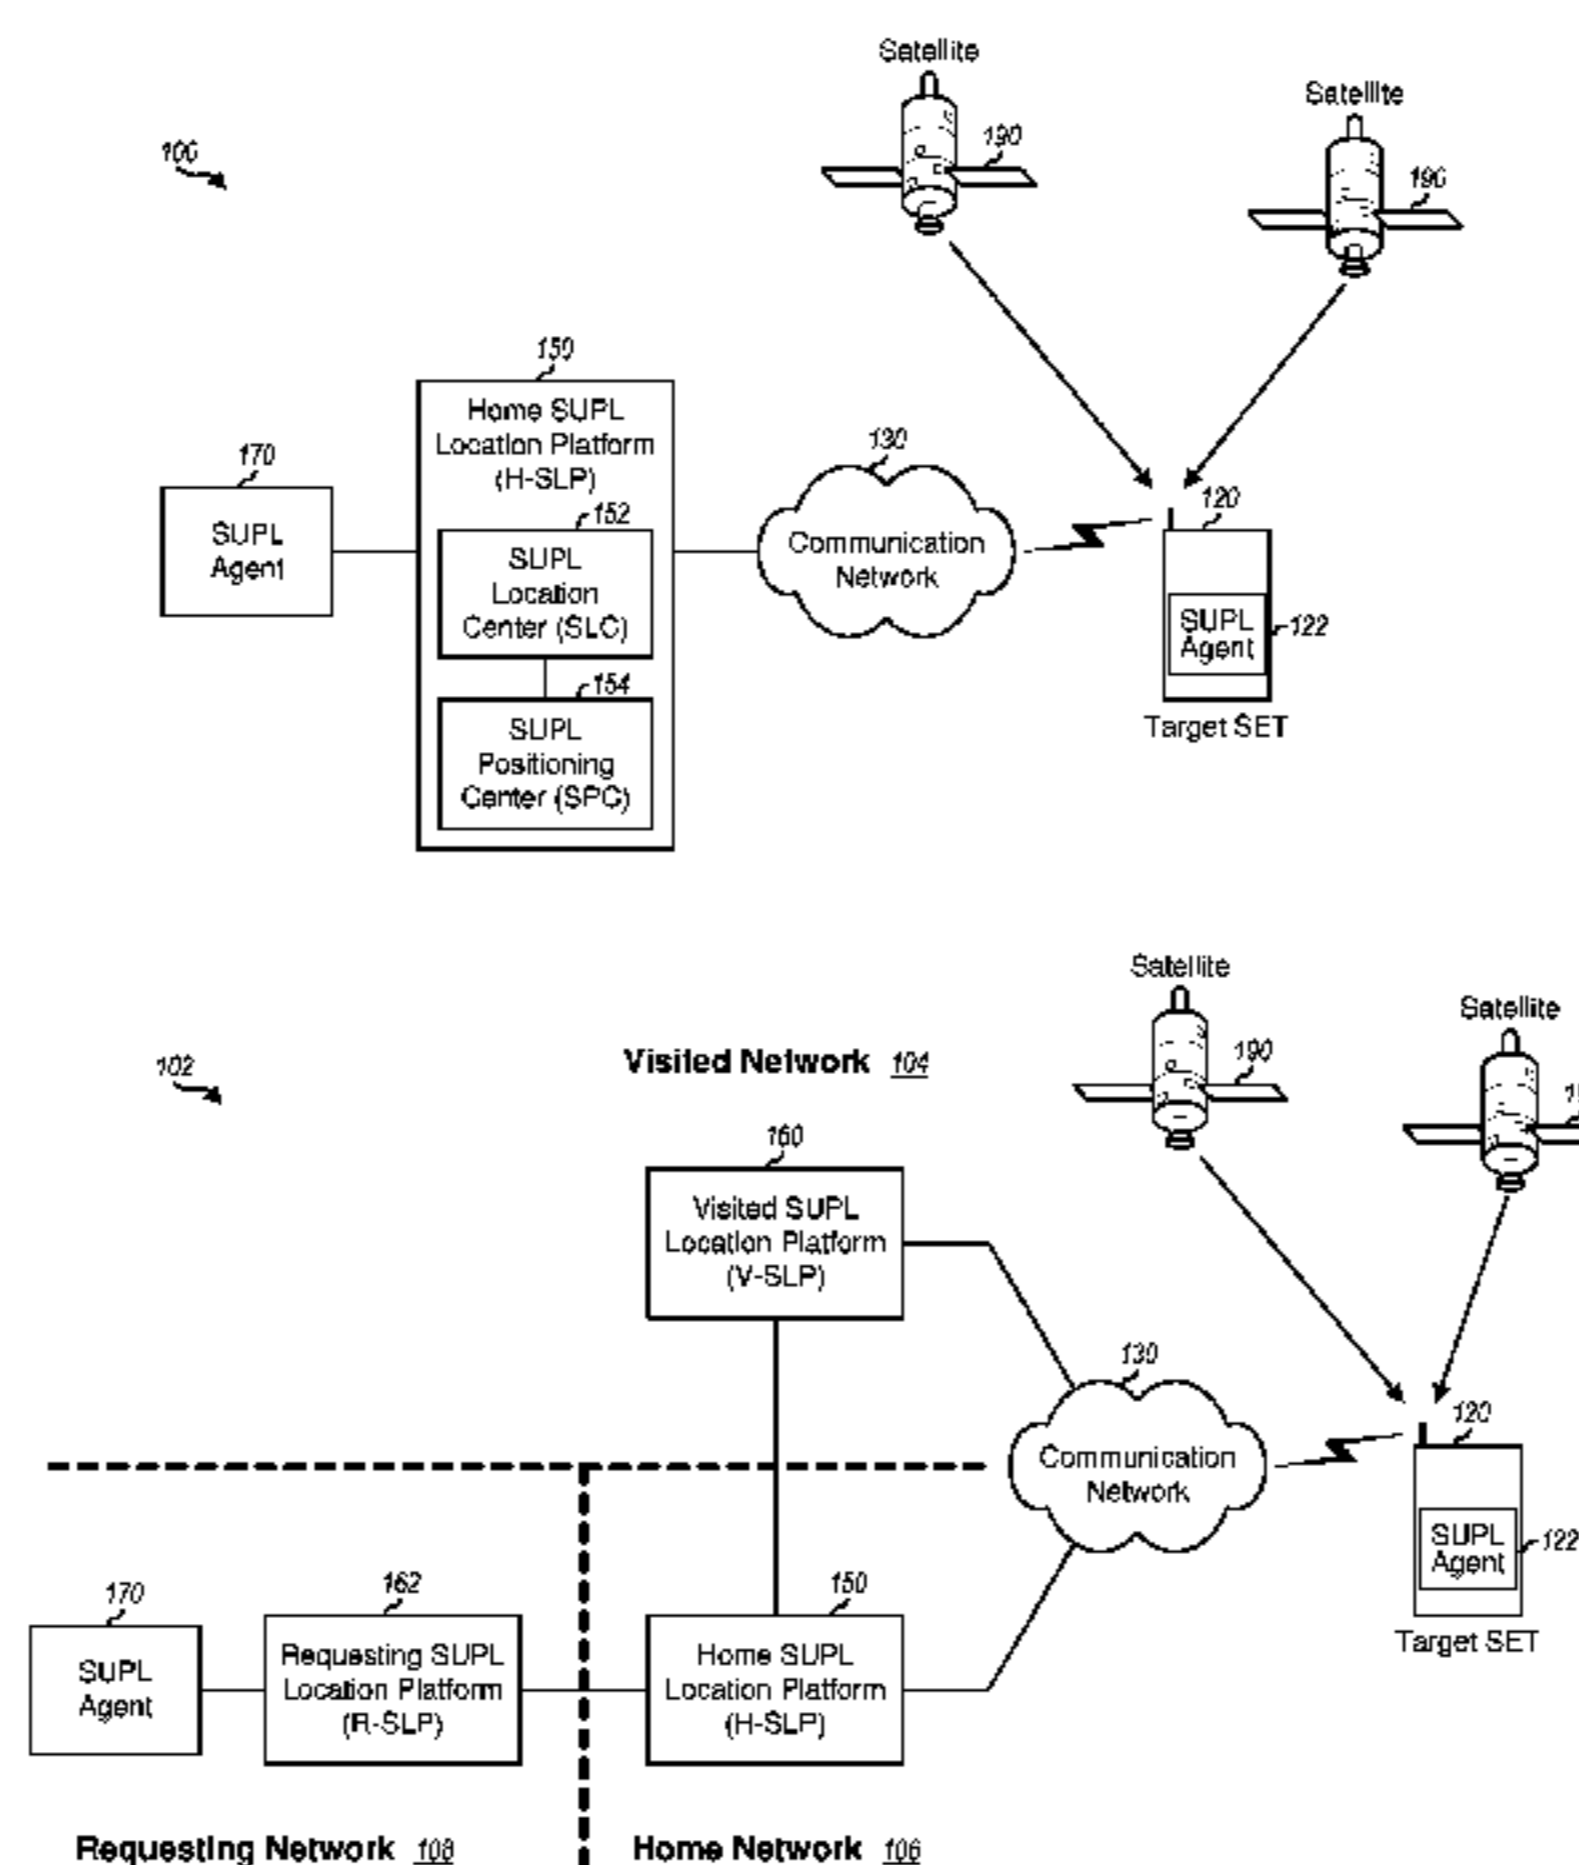 Satellite
Satellite
190
190
100
150
Home SUPL
Location Platform
(H-SLP)
170
SUPL
Agent
152
SUPL
Location
Center (SLC)
154
SUPL
Positioning
Center (SPC)
130
Communication
Network
120
SUPL
Agent
122
Target SET
Satellite
Satellite
102
Visited Network 104
190
160
Visited SUPL
Location Platform
(V-SLP)
130
Communication
Network
120
SUPL
Agent
122
Target SET
170
SUPL
Agent
162
Requesting SUPL
Location Platform
(R-SLP)
150
Home SUPL
Location Platform
(H-SLP)
Requesting Network 108
Home Network 106